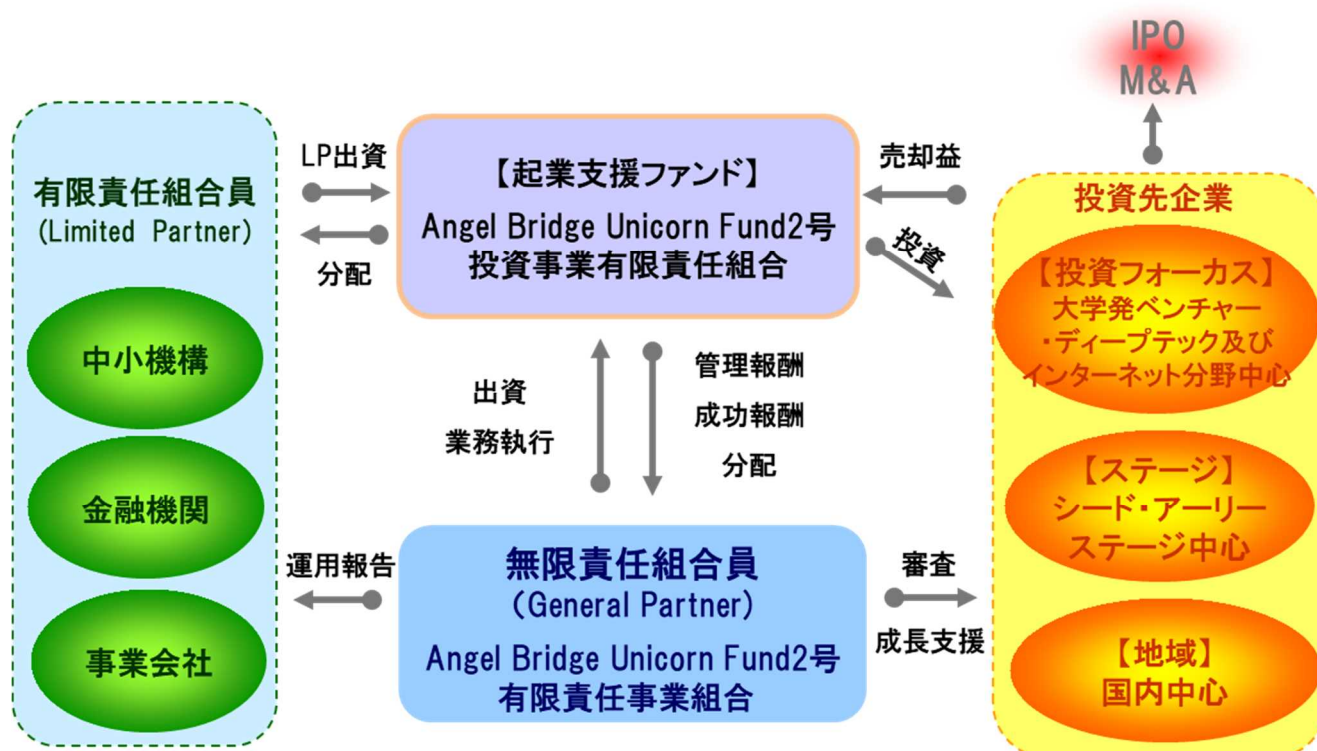 IPO
M&A
有限責任組合員
(Limited Partner)
中小機構
金融機関
事業会社
LP出資
分配
【起業支援ファンド】
Angel Bridge Unicorn Fund2号
投資事業有限責任組合
売却益
投資
出資
業務執行
管理報酬
成功報酬
分配
運用報告
無限責任組合員
（General Partner)
Angel Bridge Unicorn Fund2号
有限責任事業組合
審査
成長支援
投資先企業
【投資フォーカス】
大学発ベンチャー
・ディープテック及び
インターネット分野中心
【ステージ】
シード・アーリー
ステージ中心
【地域】
国内中心